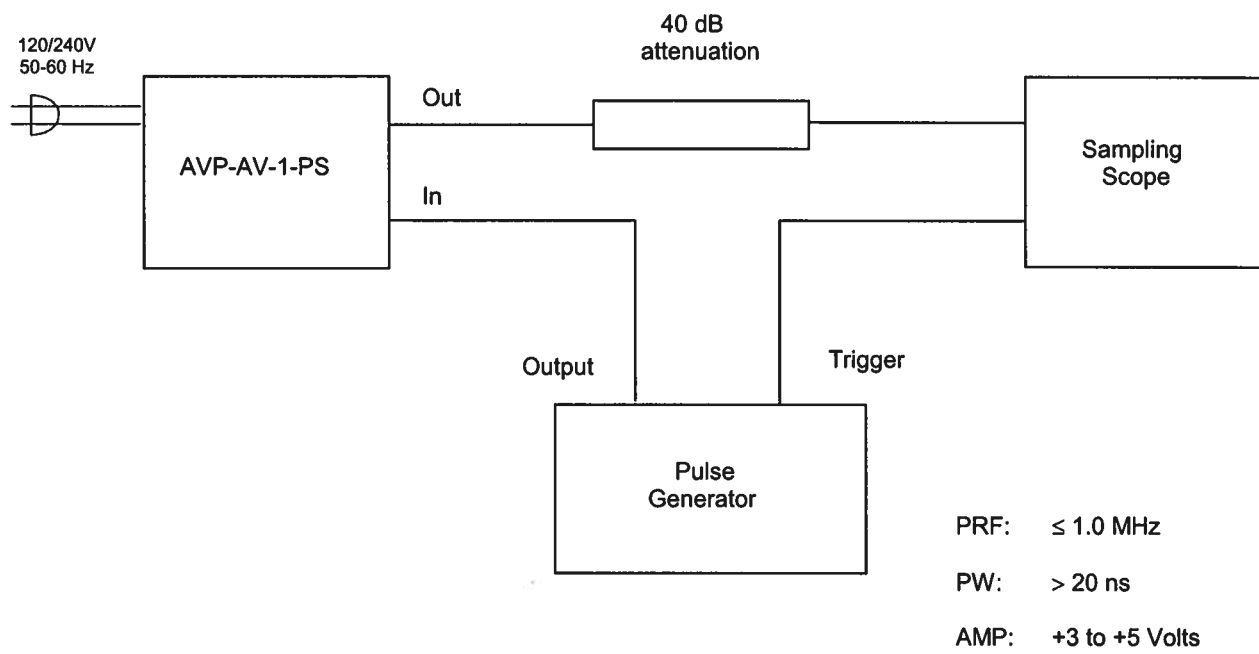 40 dB
attenuation
120/240V
50-60 Hz
Out
AVP-AV-1-PS
Sampling
Scope
In
Output
Trigger
Pulse
Generator
PRF: ≤ 1.0 MHz
PW: > 20 ns
AMP: +3 to +5 Volts